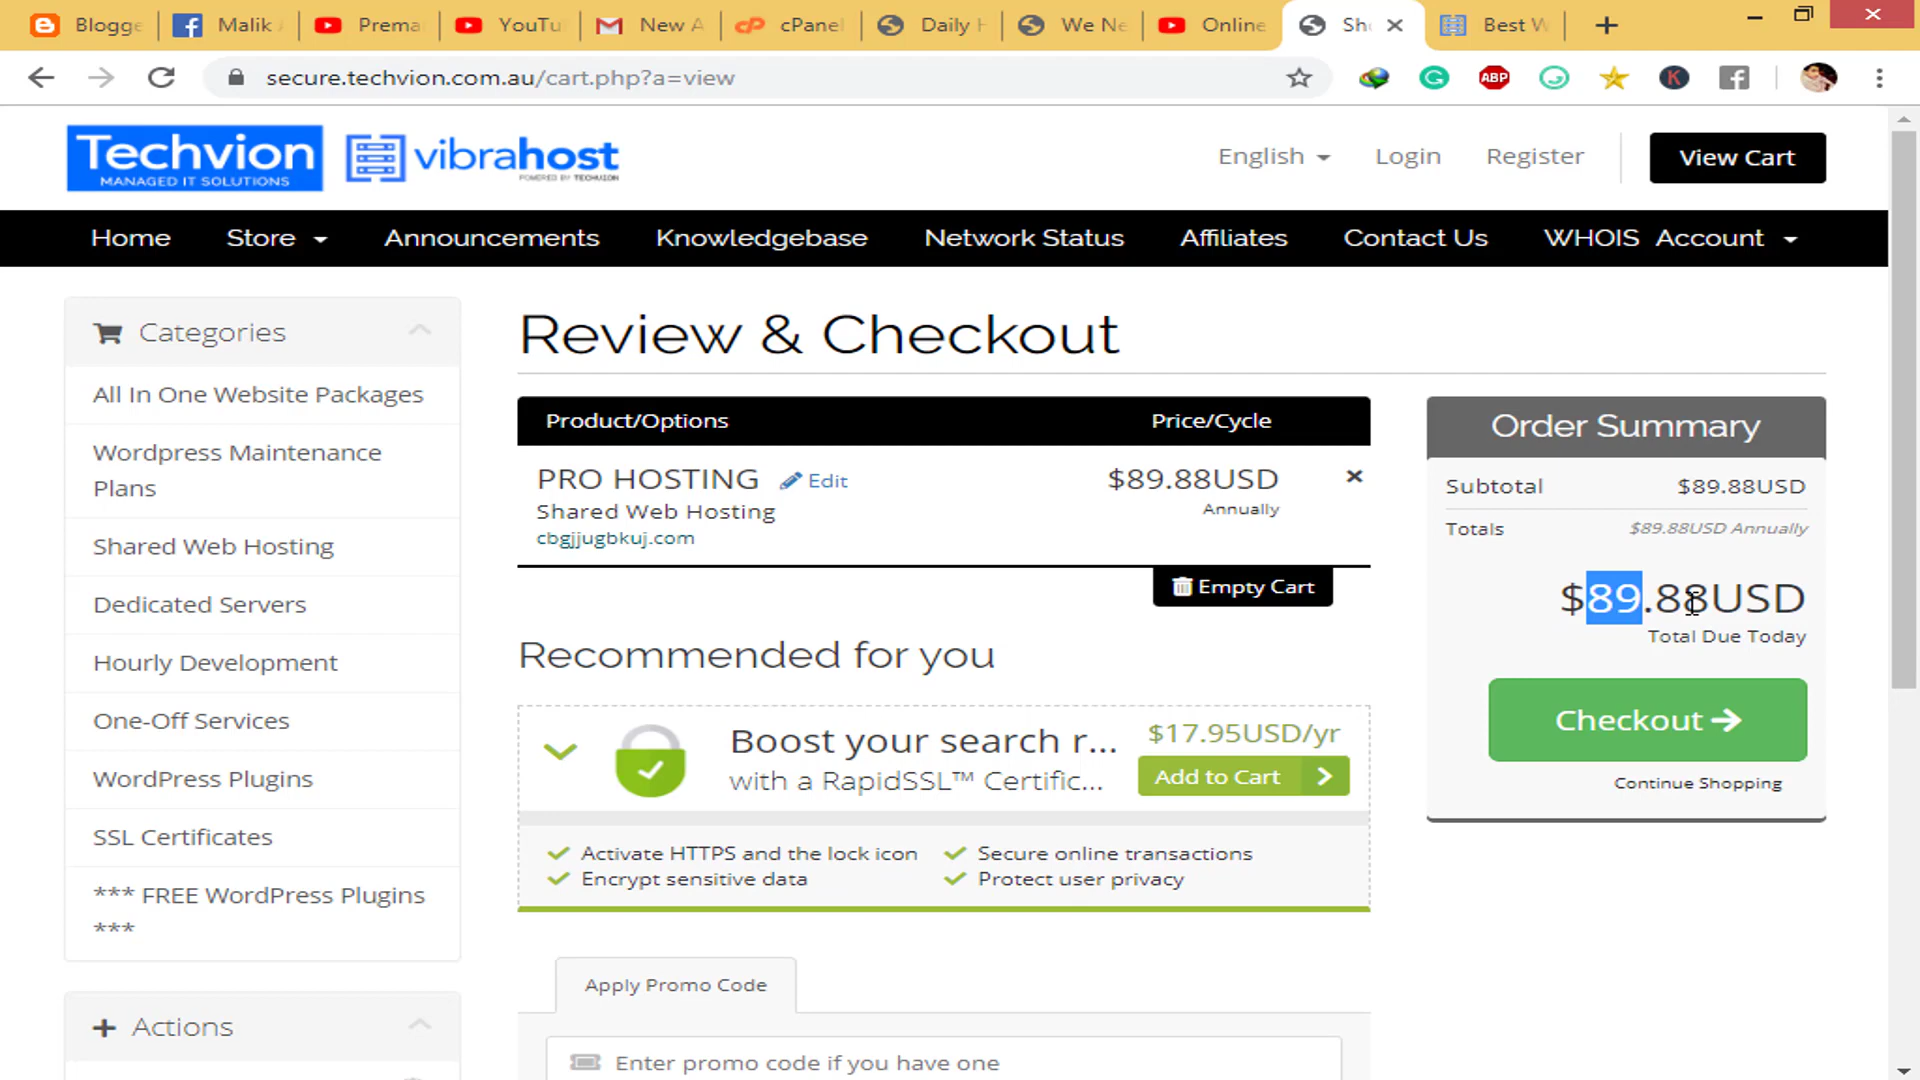 Blogge
Malik
Prema
YouTu
New A
cPanel
Daily H
We Ne
Online
Sho
Best W
secure.techvion.com.au/cart.php?a=view
ABP
K
Techvion
MANAGED IT SOLUTIONS
vibrahost
POWERED BY TECHVION
English
Login
Register
View Cart
Home
Store
Announcements
Knowledgebase
Network Status
Affiliates
Contact Us
WHOIS
Account
Categories
All In One Website Packages
Wordpress Maintenance
Plans
Shared Web Hosting
Dedicated Servers
Hourly Development
One-Off Services
WordPress Plugins
SSL Certificates
*** FREE WordPress Plugins
***
Actions
Review & Checkout
Product/Options Price/Cycle
PRO HOSTING Edit $89.88USD
Shared Web Hosting Annually
cbgjjugbkuj.com
Empty Cart
Recommended for you
Boost your search r... $17.95USD/yr
with a RapidSSL™ Certific... Add to Cart
Activate HTTPS and the lock icon Secure online transactions
Encrypt sensitive data Protect user privacy
Apply Promo Code
Enter promo code if you have one
Order Summary
Subtotal $89.88USD
Totals $89.88USD Annually
$89.88USD
Total Due Today
Checkout
Continue Shopping